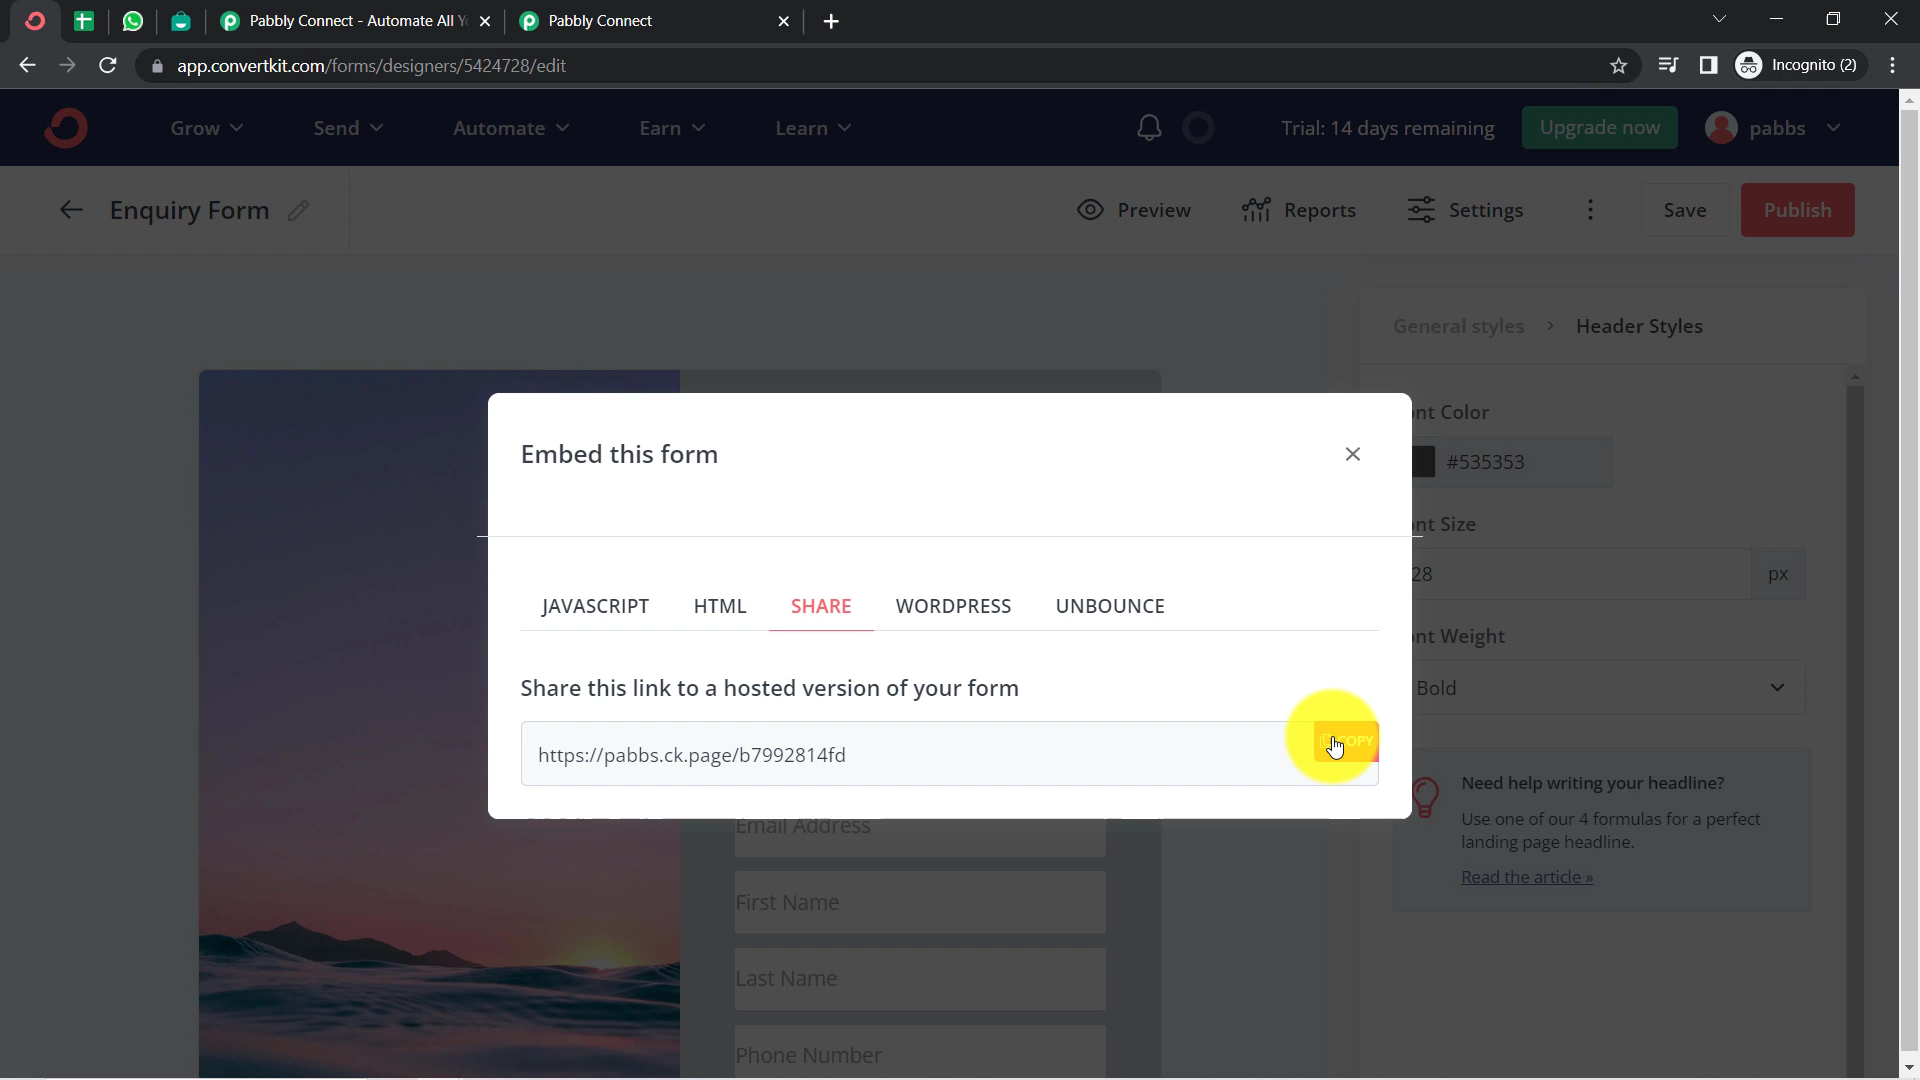 Pabbly Connect - Automate All Yo
Pabbly Connect
app.convertkit.com/forms/designers/5424728/edit
Incognito (2)
Grow
Send
Automate
Earn
Learn
Trial: 14 days remaining
Upgrade now
pabbs
Enquiry Form
Preview
Reports
Settings
Save
Publish
General styles > Header Styles
nt Color
#535353
nt Size
28
px
nt Weight
Bold
Need help writing your headline?
Use one of our 4 formulas for a perfect
landing page headline.
Read the article »
Embed this form
JAVASCRIPT
HTML
SHARE
WORDPRESS
UNBOUNCE
Share this link to a hosted version of your form
https://pabbs.ck.page/b7992814fd
COPY
Email Address
First Name
Last Name
Phone Number